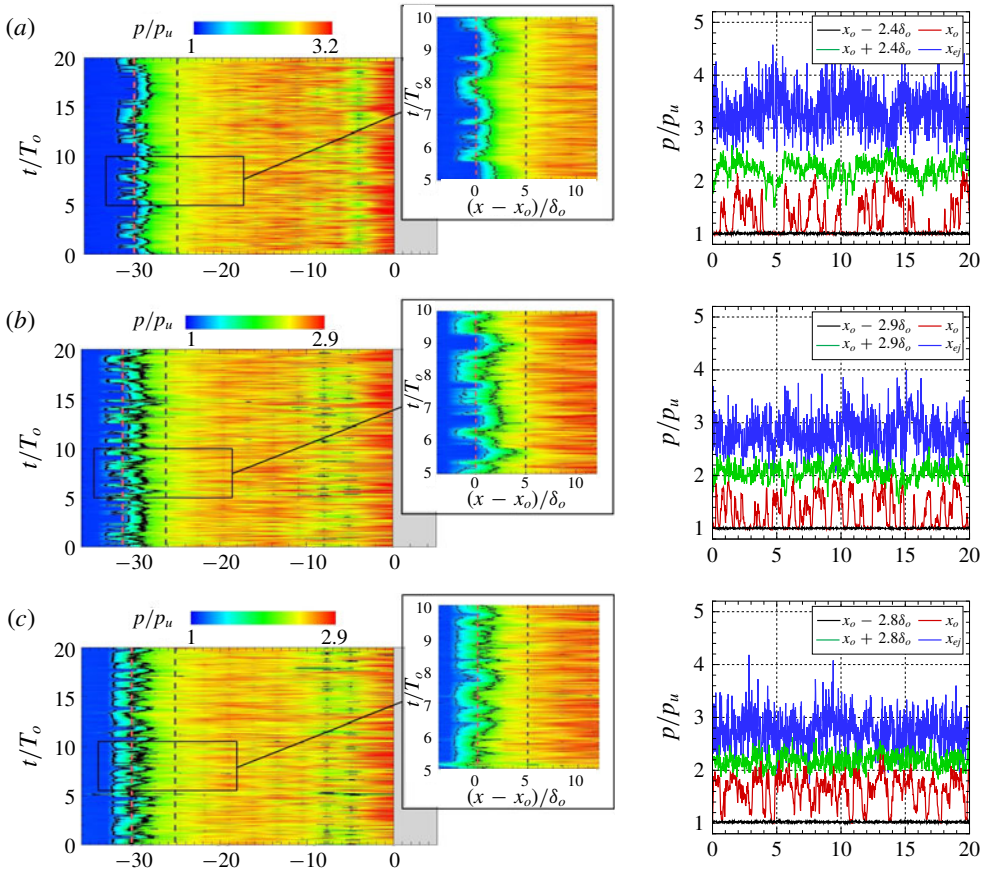 (a)
p/p_u
1 3.2
t/T_o
20
15
10
5
0
−30 −20 −10 0
t/T_o
10
9
8
7
6
5
0 5 10
(x − x_o)/δ_o
p/p_u
5
4
3
2
1
x_o − 2.4δ_o x_o
x_o + 2.4δ_o x_ej
0 5 10 15 20
(b)
p/p_u
1 2.9
t/T_o
20
15
10
5
0
−30 −20 −10 0
t/T_o
10
9
8
7
6
5
0 5 10
(x − x_o)/δ_o
p/p_u
5
4
3
2
1
x_o − 2.9δ_o x_o
x_o + 2.9δ_o x_ej
0 5 10 15 20
(c)
p/p_u
1 2.9
t/T_o
20
15
10
5
0
−30 −20 −10 0
t/T_o
10
9
8
7
6
5
0 5 10
(x − x_o)/δ_o
p/p_u
5
4
3
2
1
x_o − 2.8δ_o x_o
x_o + 2.8δ_o x_ej
0 5 10 15 20